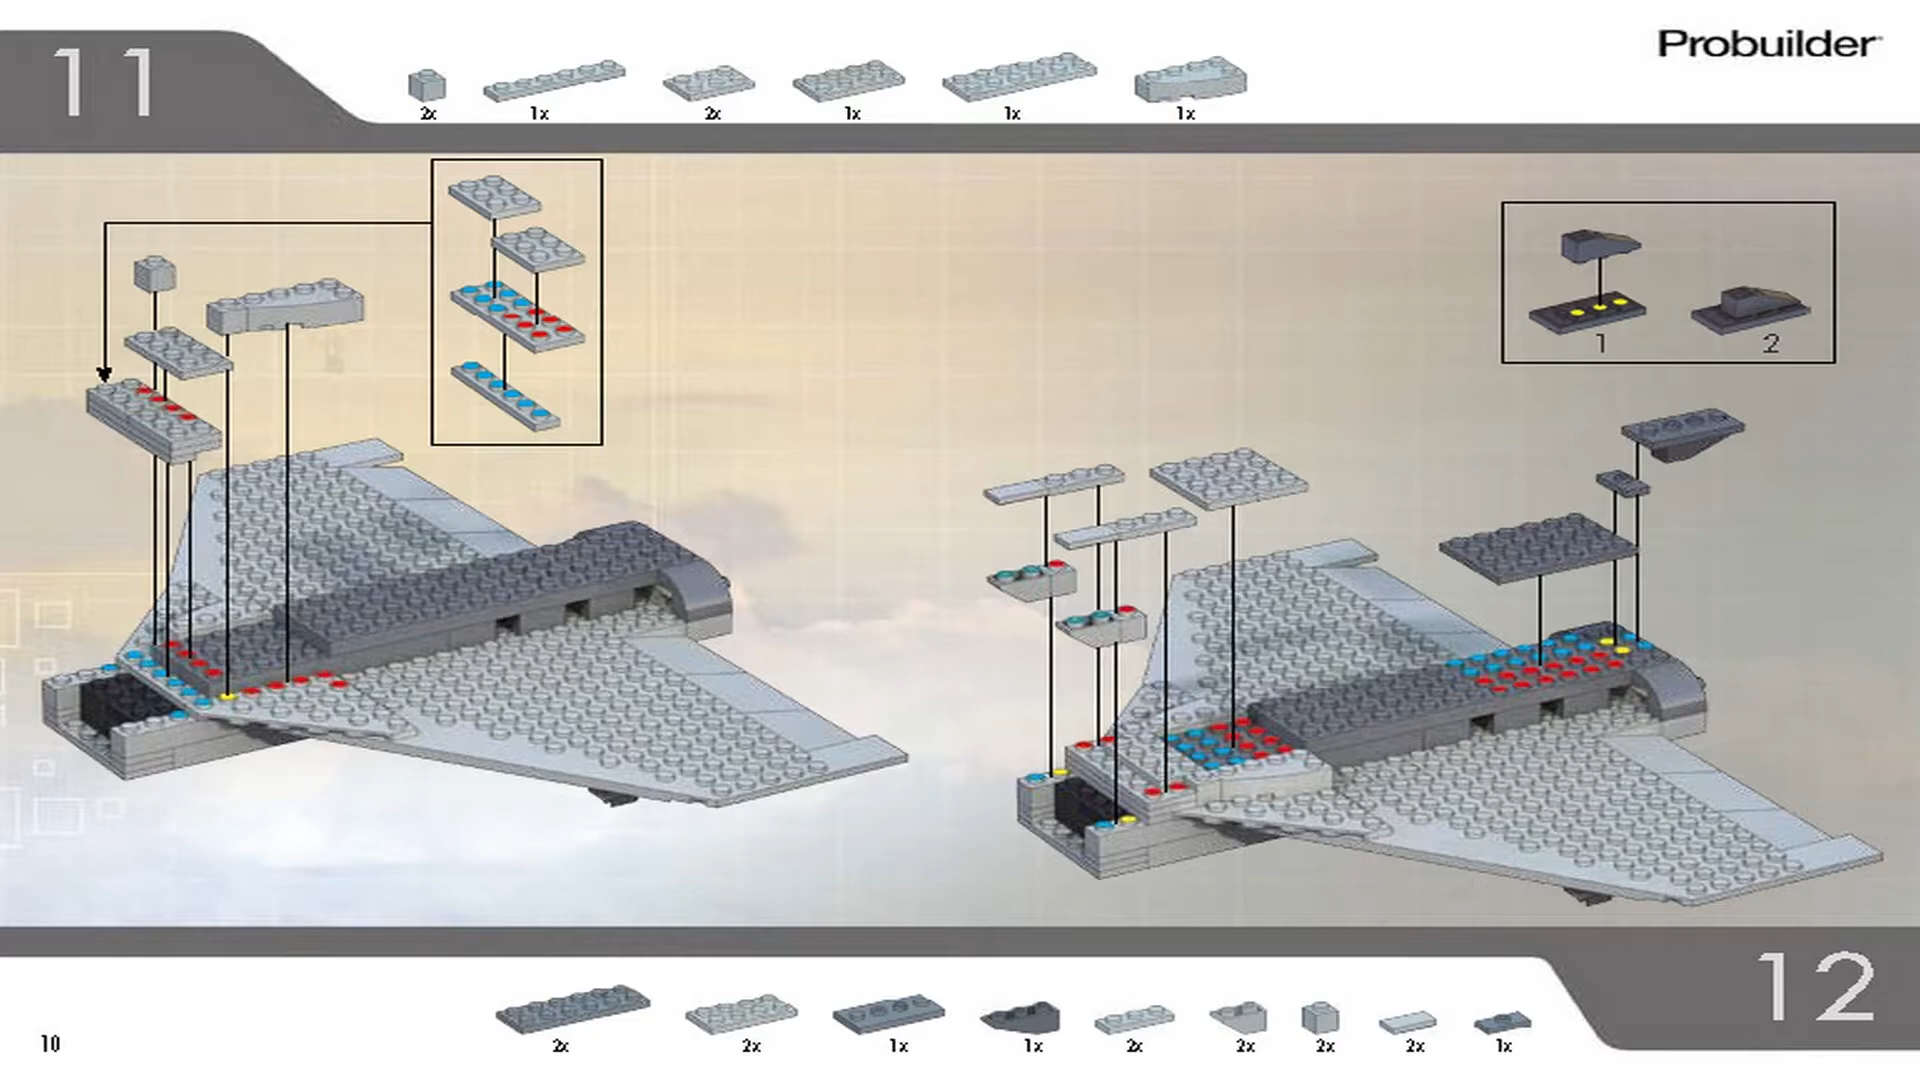 11
Probuilder
2x 1x 2x 1x 1x 1x
1 2
12
2x 2x 1x 1x 2x 2x 2x 2x 1x
10